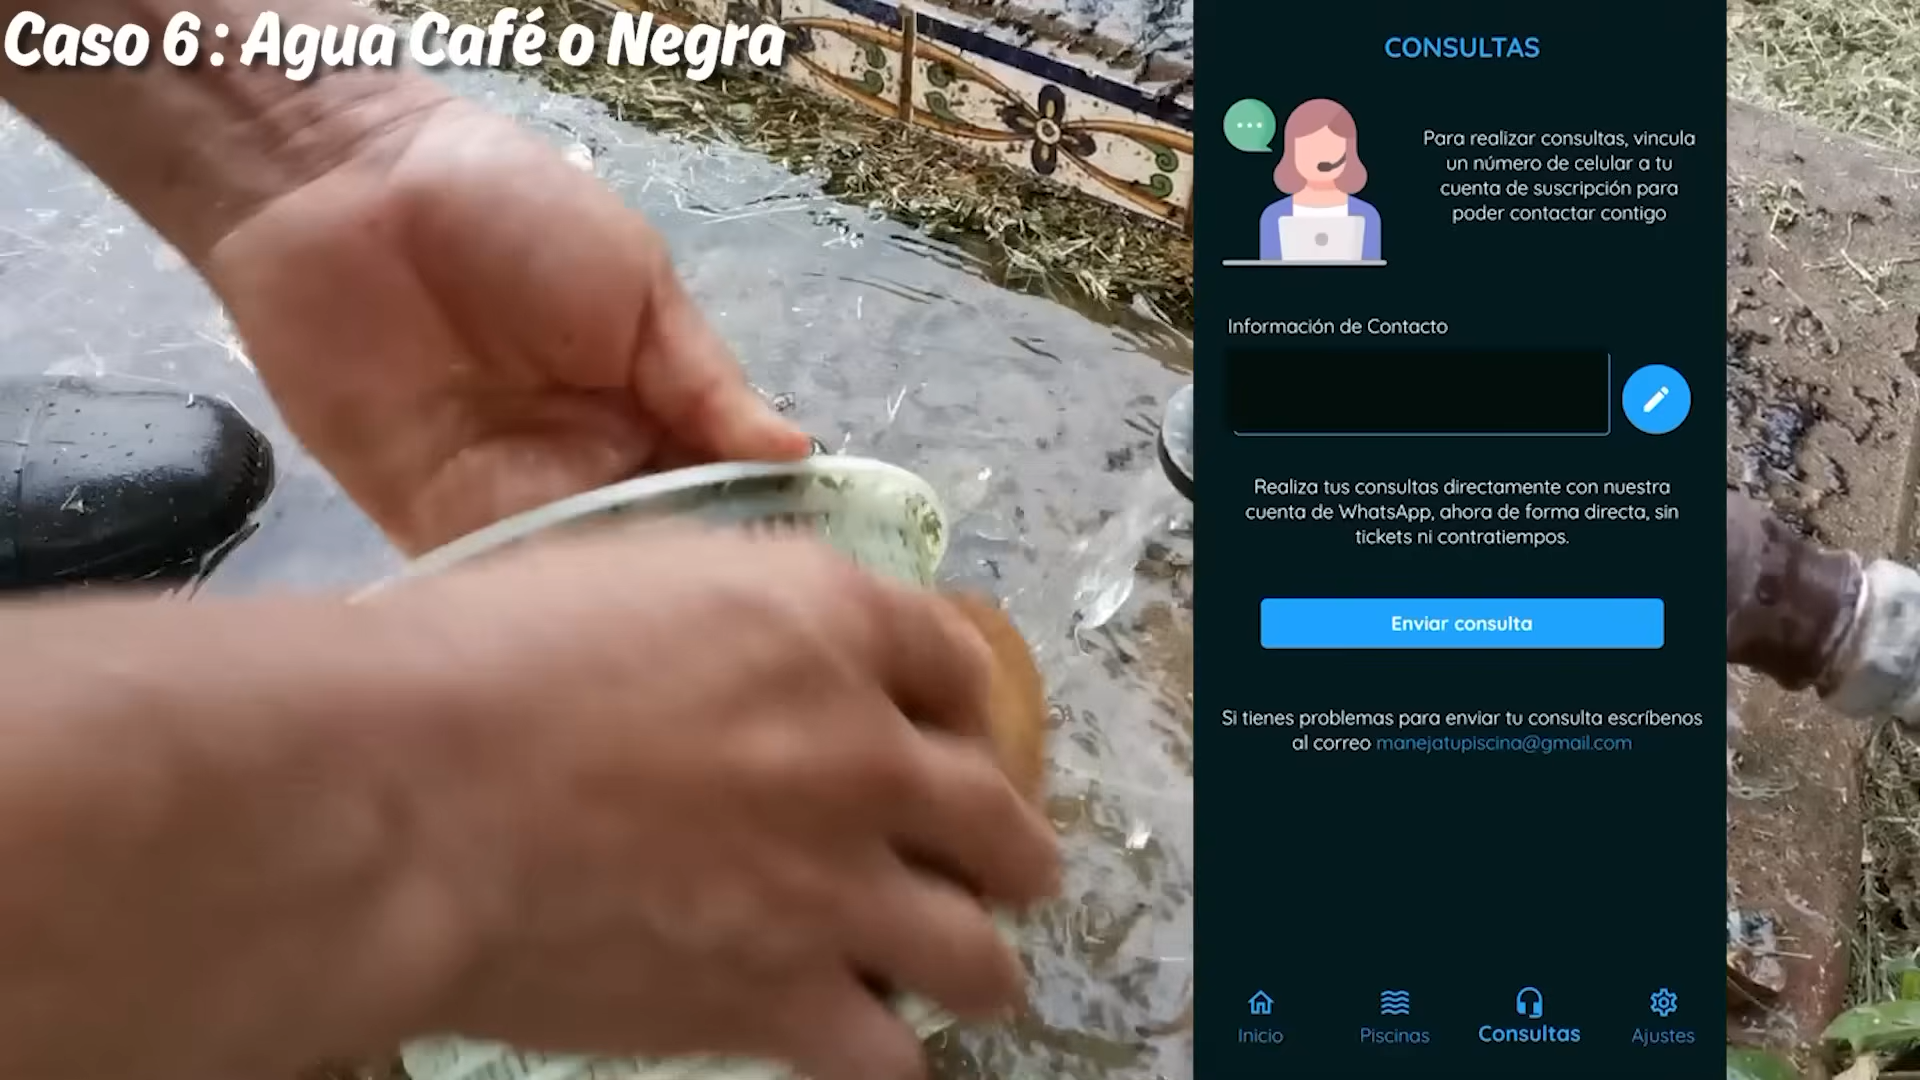 Caso 6 : Agua Café o Negra
CONSULTAS
Para realizar consultas, vincula
un número de celular a tu
cuenta de suscripción para
poder contactar contigo
Información de Contacto
Realiza tus consultas directamente con nuestra
cuenta de WhatsApp, ahora de forma directa, sin
tickets ni contratiempos.
Enviar consulta
Si tienes problemas para enviar tu consulta escríbenos
al correo manejatupiscina@gmail.com
Inicio
Piscinas
Consultas
Ajustes